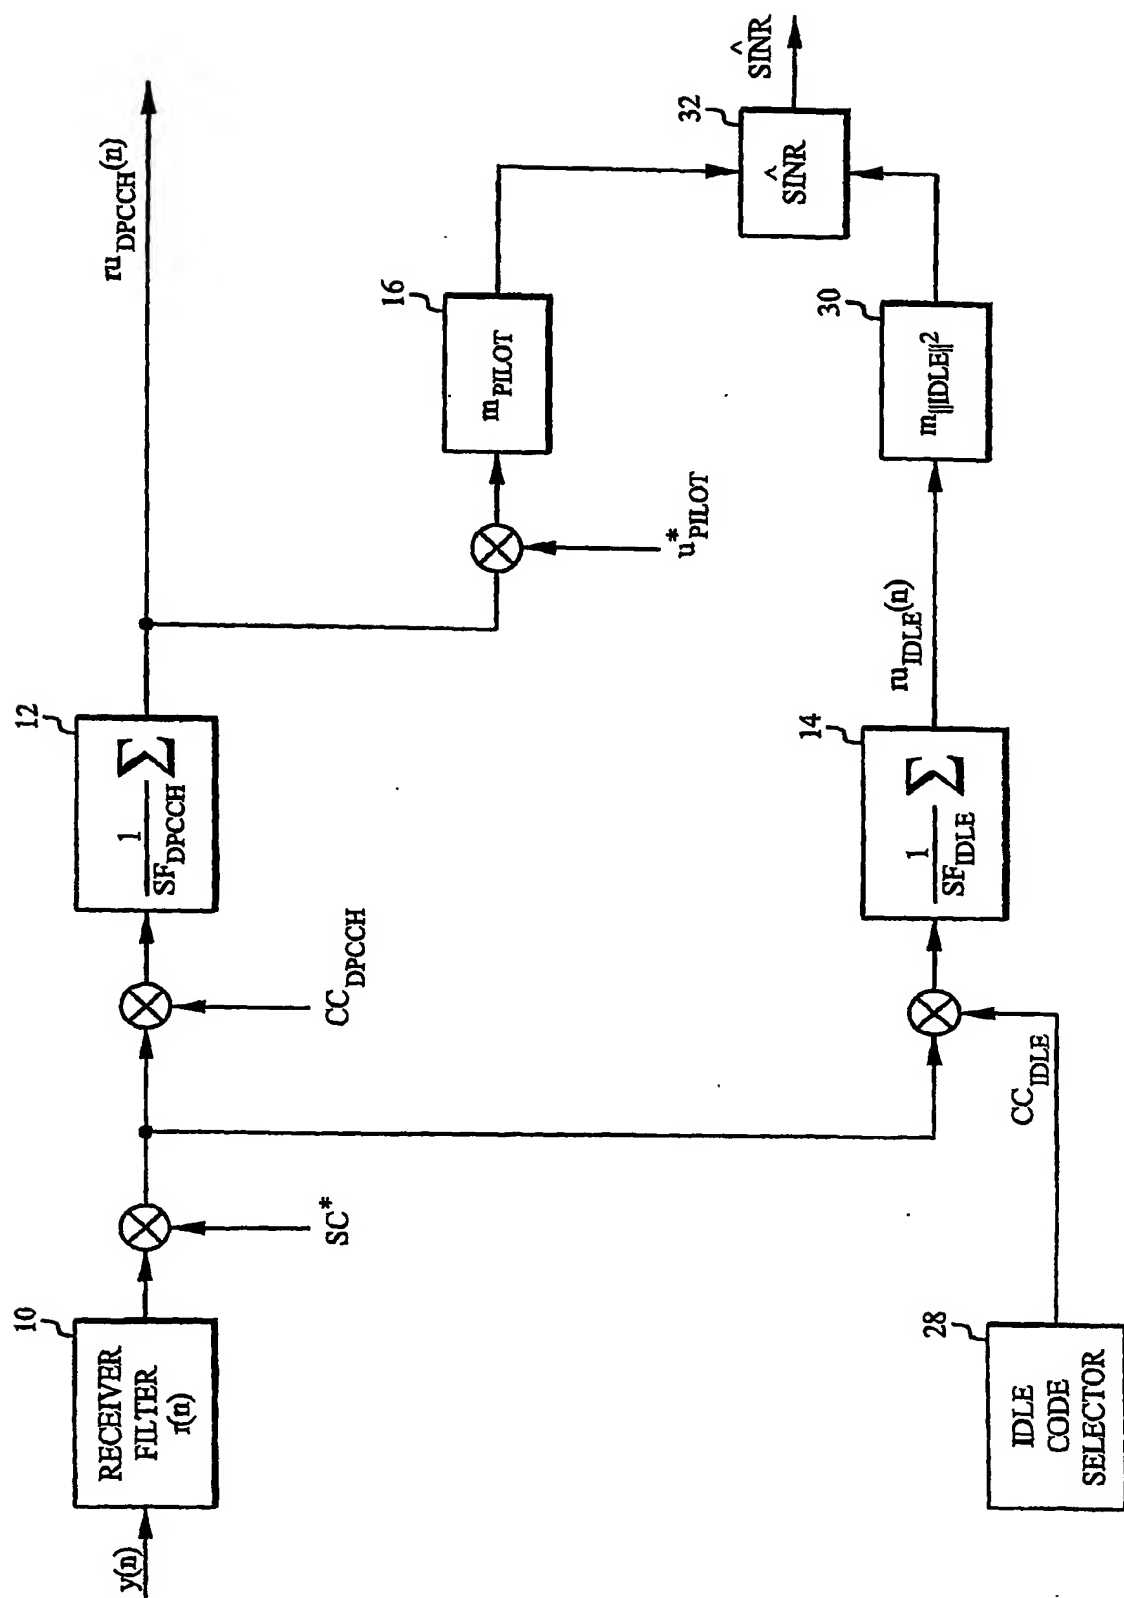 y(n)
10
RECEIVER
FILTER
r(n)
SC*
CC_DPCCH
12
1
SF_DPCCH
Σ
ru_DPCCH(n)
u*_PILOT
16
m_PILOT
32
^
SINR
^
SINR
28
IDLE
CODE
SELECTOR
CC_IDLE
14
1
SF_IDLE
Σ
ru_IDLE(n)
30
m_||IDLE||²